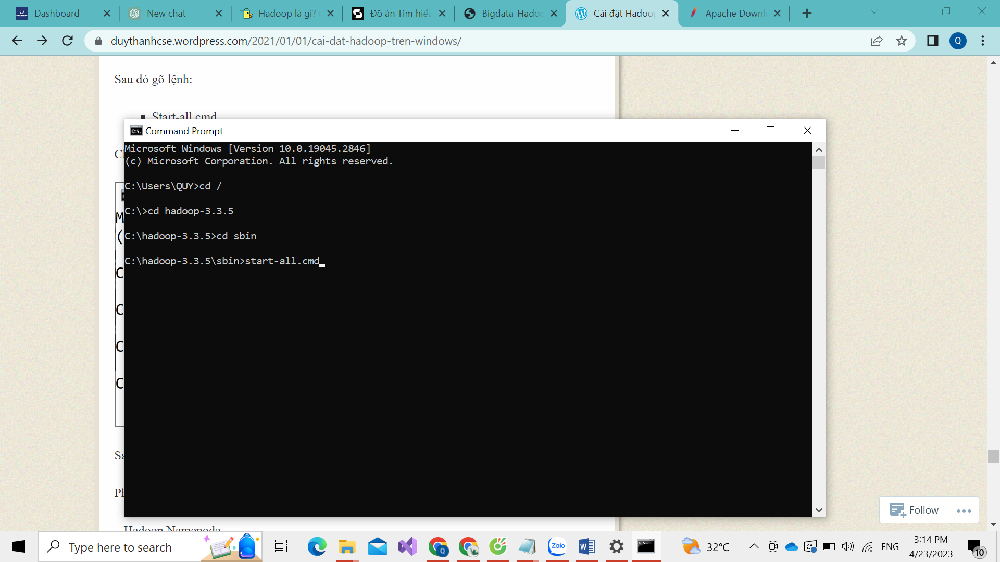 Dashboard
New chat
Hadoop là gì?
Đồ án Tìm hiểu
Bigdata_Hadoo
Cài đặt Hadoop
Apache Downl
duythanhcse.wordpress.com/2021/01/01/cai-dat-hadoop-tren-windows/
Q
Sau đó gõ lệnh:
Start-all.cmd
Command Prompt
Microsoft Windows [Version 10.0.19045.2846]
(c) Microsoft Corporation. All rights reserved.
C:\Users\QUY>cd /
C:\>cd hadoop-3.3.5
C:\hadoop-3.3.5>cd sbin
C:\hadoop-3.3.5\sbin>start-all.cmd
M
(
C
C
C
C
Sa
Ph
Hadoop Namenode
Follow
Type here to search
Zalo
32°C
ENG
3:14 PM
4/23/2023
10